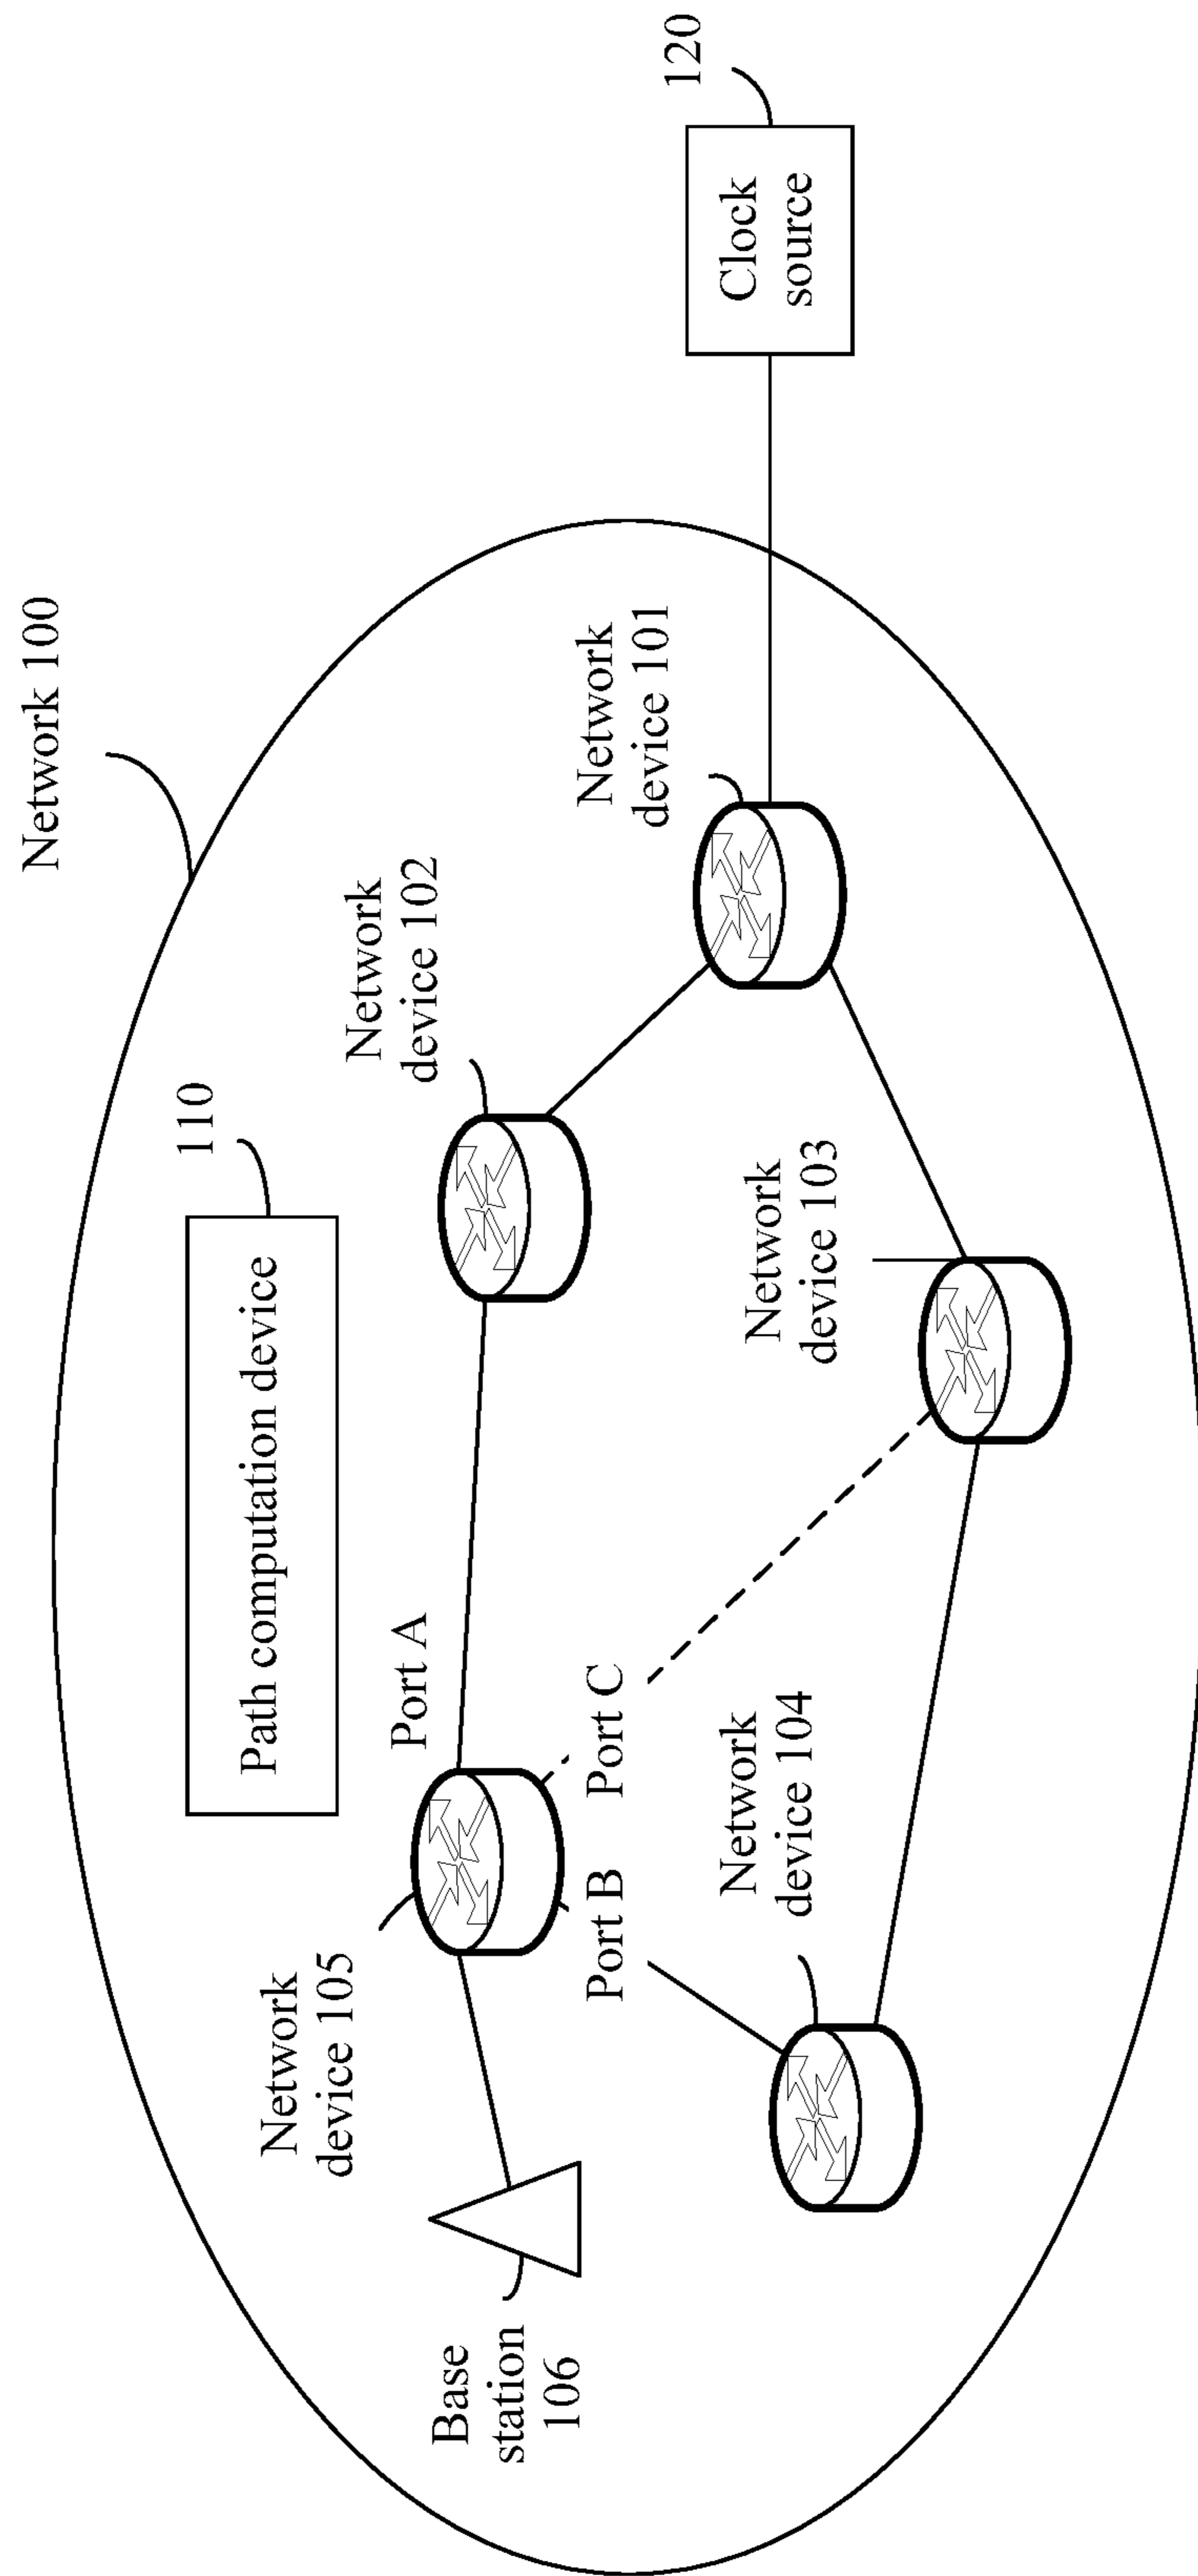 Network 100
110
Path computation device
120
Clock
source
Network
device 101
Network
device 102
Network
device 103
Port A
Port B
Port C
Network
device 104
Network
device 105
Base
station
106